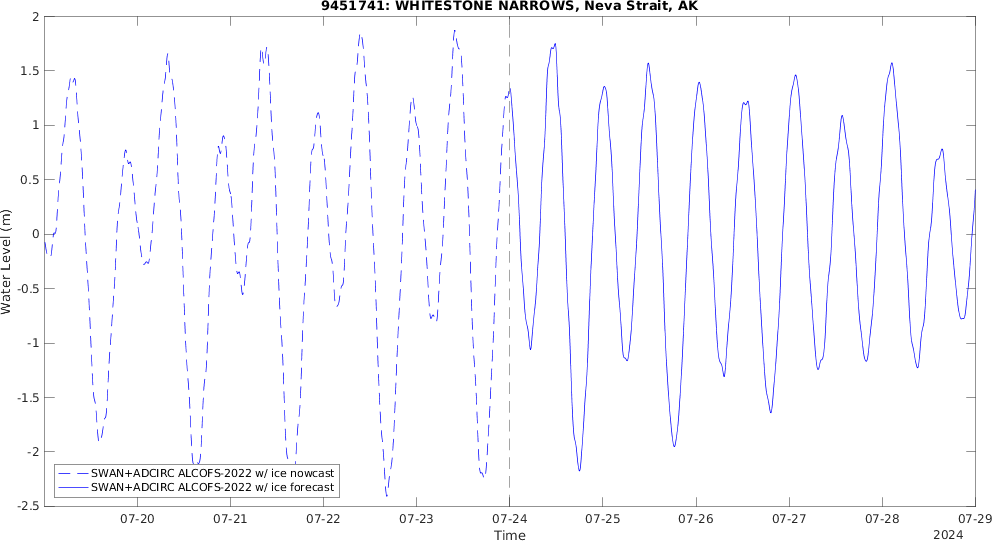 9451741: WHITESTONE NARROWS, Neva Strait, AK
2
1.5
1
0.5
0
-0.5
-1
-1.5
-2
-2.5
Water Level (m)
SWAN+ADCIRC ALCOFS-2022 w/ ice nowcast
SWAN+ADCIRC ALCOFS-2022 w/ ice forecast
07-20 07-21 07-22 07-23 07-24 07-25 07-26 07-27 07-28 07-29
Time
2024